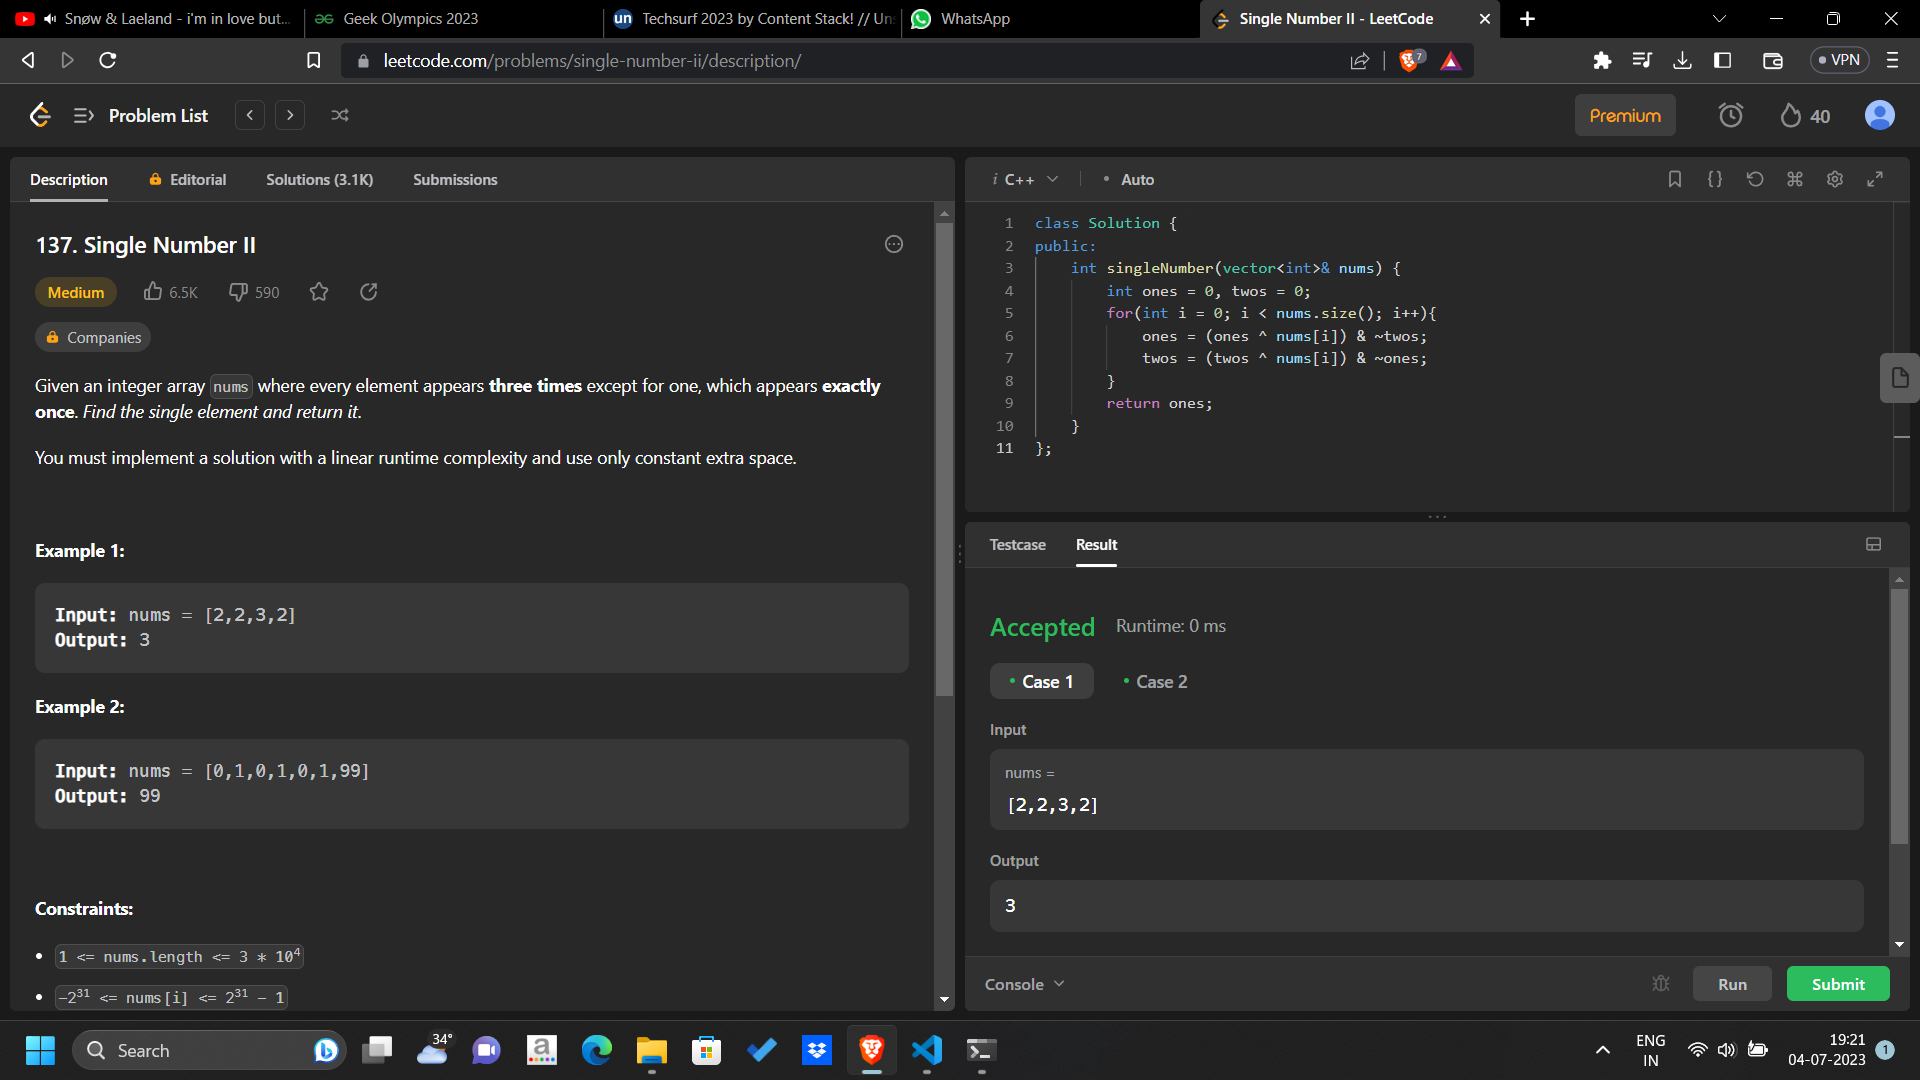 Snøw & Laeland - i'm in love but...
Geek Olympics 2023
un Techsurf 2023 by Content Stack! // Un
WhatsApp
Single Number II - LeetCode
leetcode.com/problems/single-number-ii/description/
7
VPN
Problem List
Premium
40
Description
Editorial
Solutions (3.1K)
Submissions
137. Single Number II
Medium
6.5K
590
Companies
Given an integer array nums where every element appears three times except for one, which appears exactly
once. Find the single element and return it.
You must implement a solution with a linear runtime complexity and use only constant extra space.
Example 1:
Input: nums = [2,2,3,2]
Output: 3
Example 2:
Input: nums = [0,1,0,1,0,1,99]
Output: 99
Constraints:
• 1 <= nums.length <= 3 * 10⁴
• -2³¹ <= nums[i] <= 2³¹ - 1
i C++
• Auto
{}
1 class Solution {
2 public:
3 int singleNumber(vector<int>& nums) {
4 int ones = 0, twos = 0;
5 for(int i = 0; i < nums.size(); i++){
6 ones = (ones ^ nums[i]) & ~twos;
7 twos = (twos ^ nums[i]) & ~ones;
8 }
9 return ones;
10 }
11 };
Testcase
Result
Accepted
Runtime: 0 ms
• Case 1
• Case 2
Input
nums =
[2,2,3,2]
Output
3
Console
Run
Submit
Search
34°
a
ENG
IN
19:21
04-07-2023
1